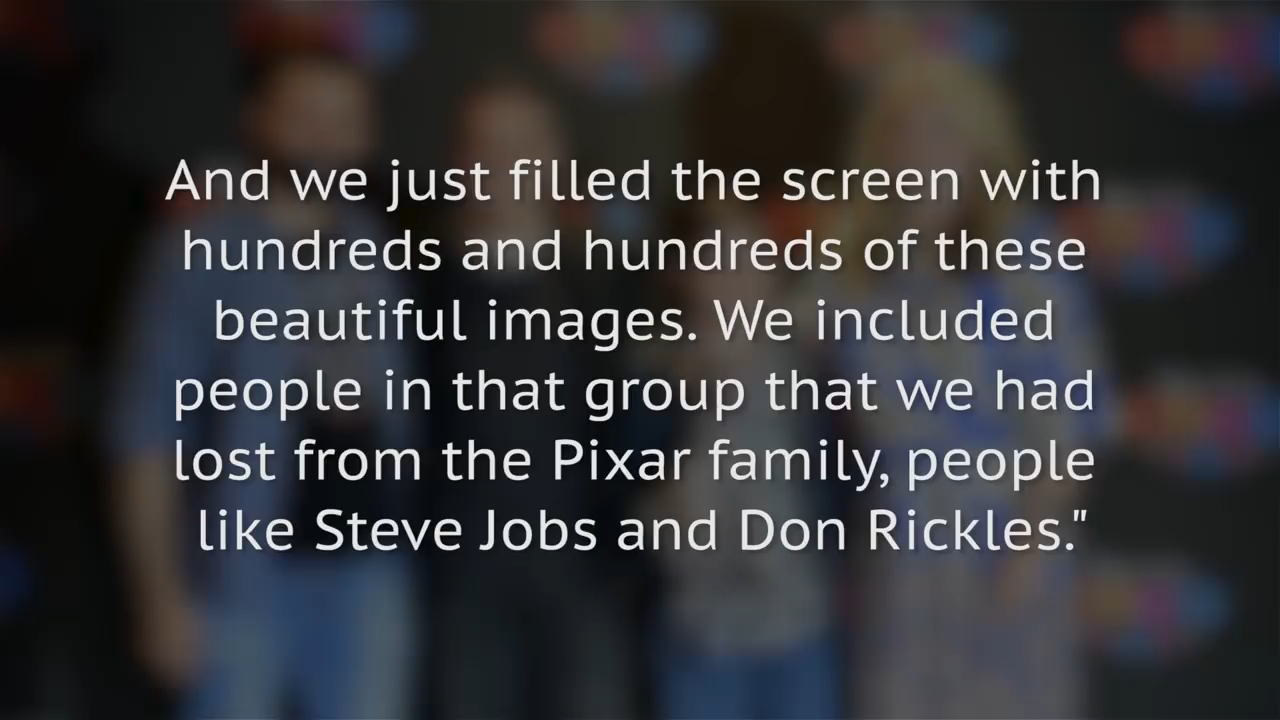 And we just filled the screen with
hundreds and hundreds of these
beautiful images. We included
people in that group that we had
lost from the Pixar family, people
like Steve Jobs and Don Rickles."